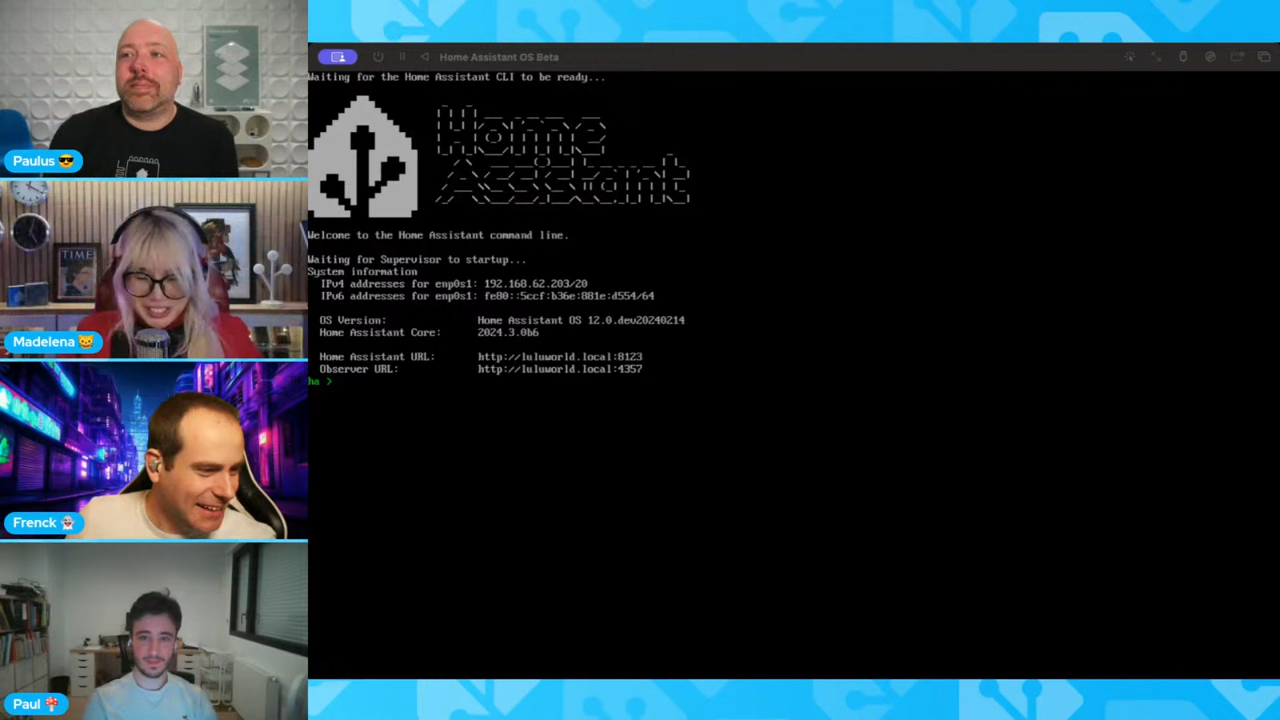 Paulus 😎
TIME
Madelena 😺
Frenck 👻
Paul 🍄
Home Assistant OS Beta
Waiting for the Home Assistant CLI to be ready...
Home
Assistant
Welcome to the Home Assistant command line.
Waiting for Supervisor to startup...
System information
IPv4 addresses for enp0s1: 192.168.62.203/20
IPv6 addresses for enp0s1: fe80::5ccf:b36e:881e:d554/64
OS Version: Home Assistant OS 12.0.dev20240214
Home Assistant Core: 2024.3.0b6
Home Assistant URL: http://luluworld.local:8123
Observer URL: http://luluworld.local:4357
ha >